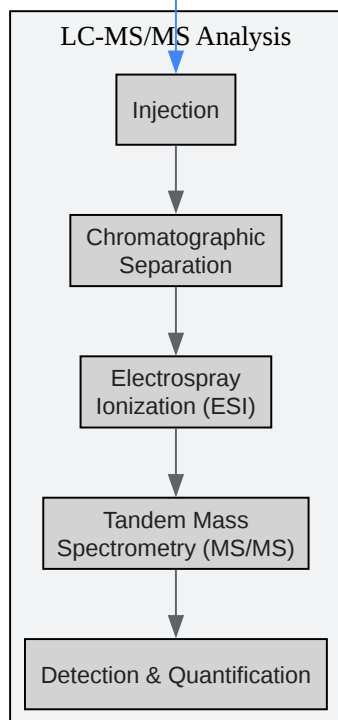 LC-MS/MS Analysis
Injection
Chromatographic
Separation
Electrospray
Ionization (ESI)
Tandem Mass
Spectrometry (MS/MS)
Detection & Quantification